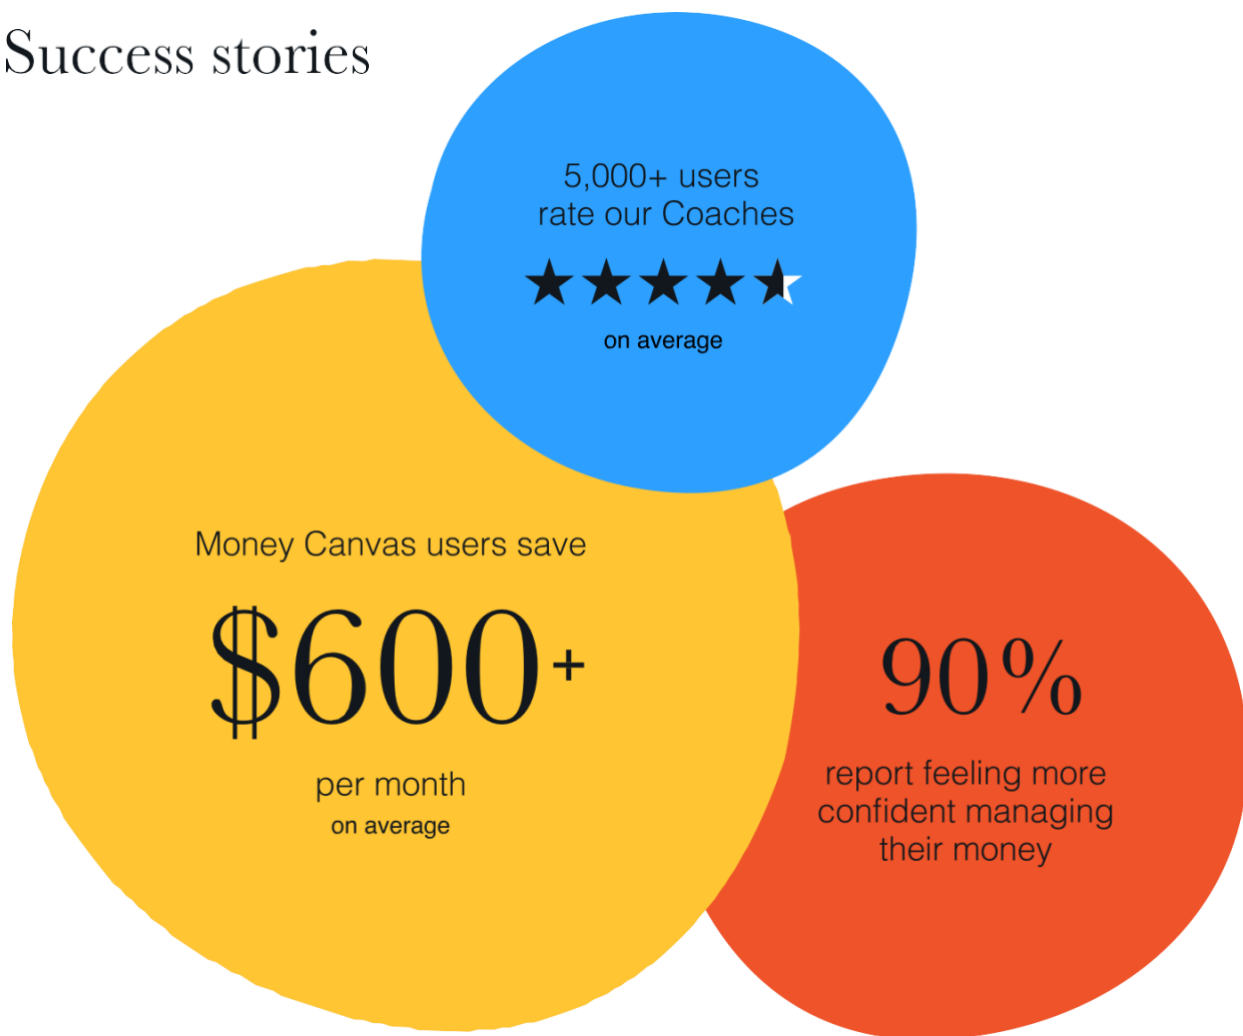 Success stories
5,000+ users
rate our Coaches
on average
Money Canvas users save
$600+
per month
on average
90%
report feeling more
confident managing
their money